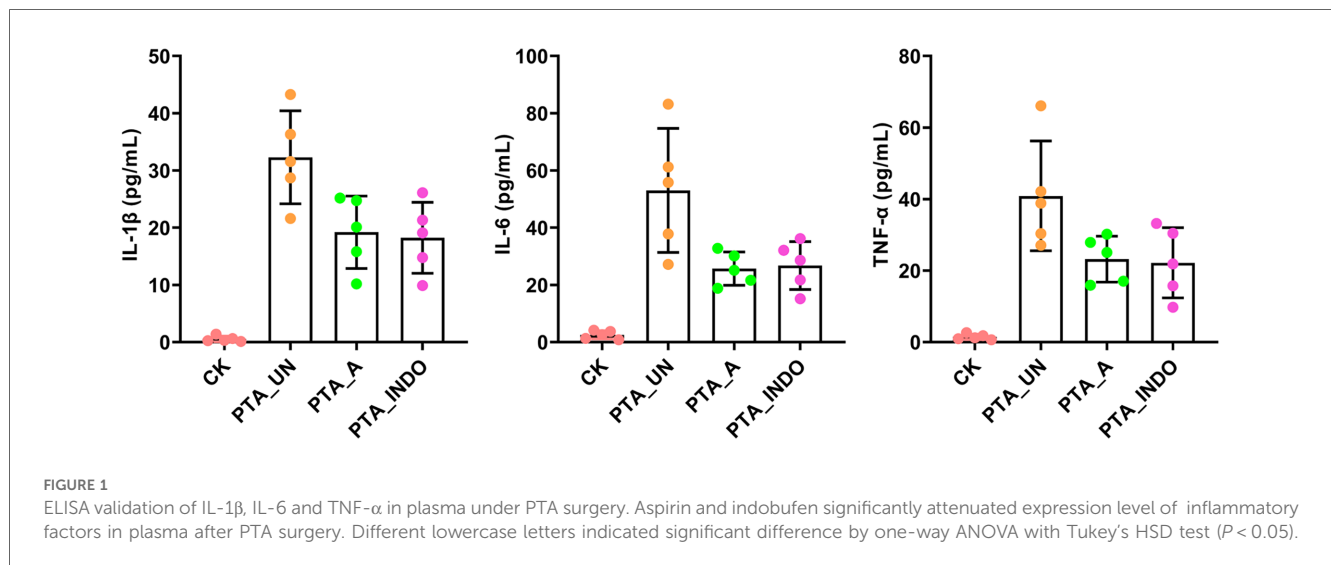 50
40
30
20
10
0
IL-1β (pg/mL)
CK
PTA_UN
PTA_A
PTA_INDO
100
80
60
40
20
0
IL-6 (pg/mL)
CK
PTA_UN
PTA_A
PTA_INDO
80
60
40
20
0
TNF-α (pg/mL)
CK
PTA_UN
PTA_A
PTA_INDO
FIGURE 1
ELISA validation of IL-1β, IL-6 and TNF-α in plasma under PTA surgery. Aspirin and indobufen significantly attenuated expression level of inflammatory
factors in plasma after PTA surgery. Different lowercase letters indicated significant difference by one-way ANOVA with Tukey's HSD test (P < 0.05).